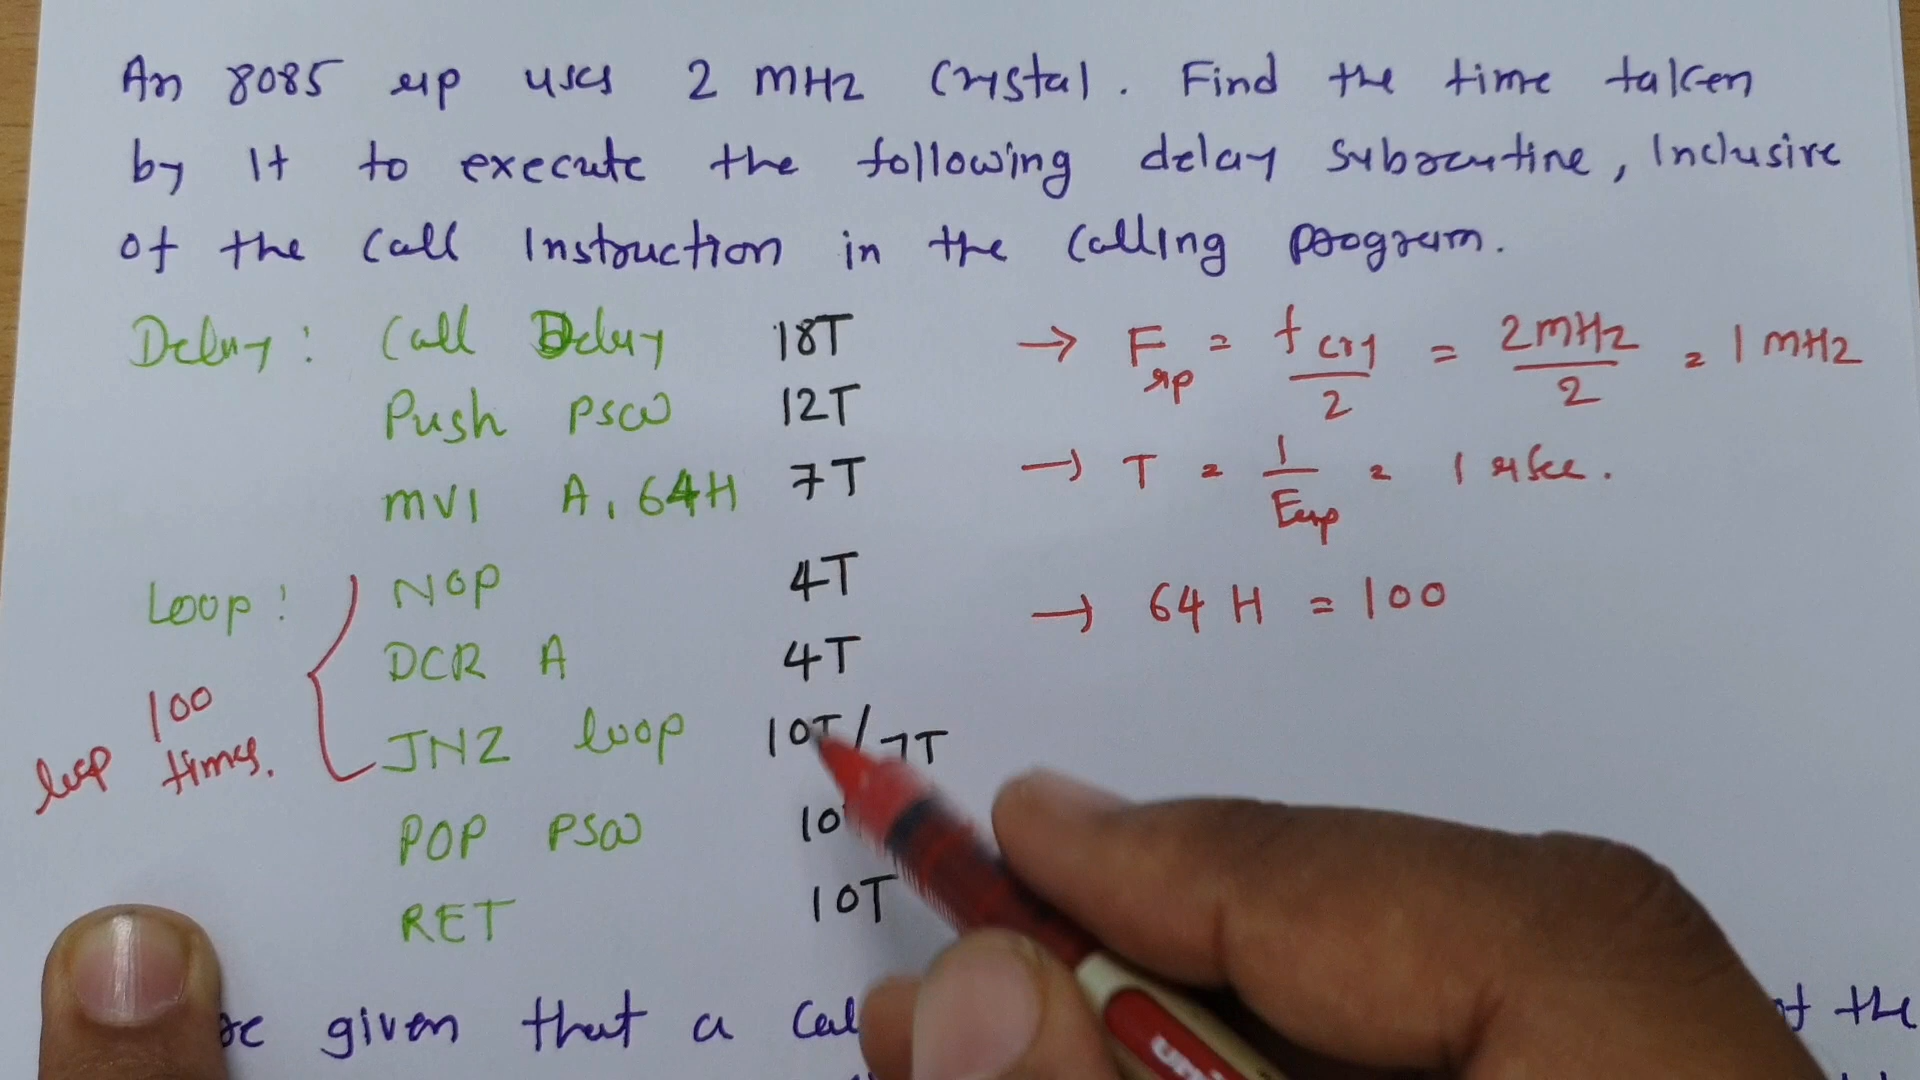 An 8085 μp uses 2 MHz Crystal. Find the time taken
by It to execute the following delay subroutine, Inclusive
of the Call Instruction in the Calling program.
Delay: Call Delay 18T → Fμp = fcry/2 = 2MHz/2 = 1 MHz
Push PSW 12T
MVI A, 64H 7T → T = 1/Fμp = 1 μsec.
Loop: NOP 4T → 64 H = 100
DCR A 4T
loop 100 times.
JNZ loop 10T/7T
POP PSW 10
RET 10T
given that a of the